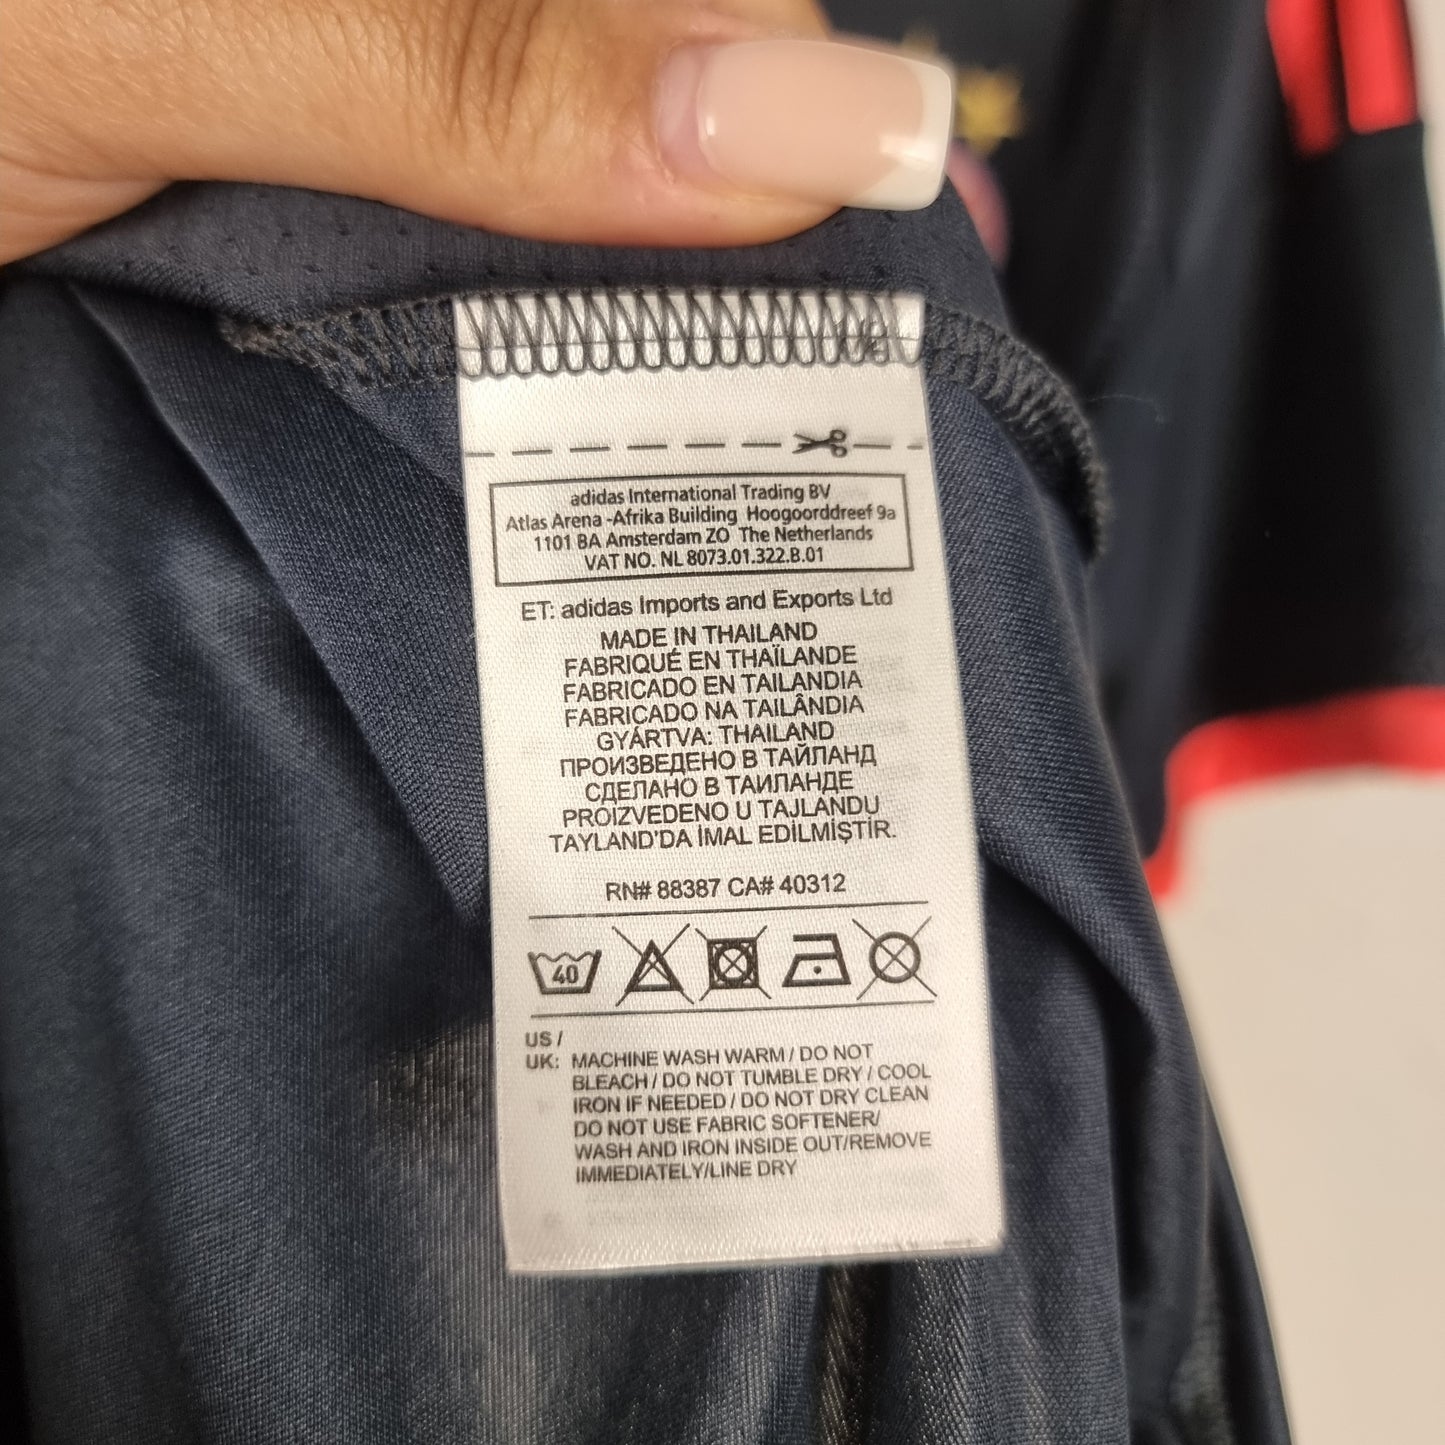 adidas International Trading BV
Atlas Arena -Afrika Building Hoogoorddreef 9a
1101 BA Amsterdam ZO The Netherlands
VAT NO. NL 8073.01.322.B.01
ET: adidas Imports and Exports Ltd
MADE IN THAILAND
FABRIQUÉ EN THAÏLANDE
FABRICADO EN TAILANDIA
FABRICADO NA TAILÂNDIA
GYÁRTVA: THAILAND
ПРОИЗВЕДЕНО В ТАЙЛАНД
СДЕЛАНО В ТАИЛАНДЕ
PROIZVEDENO U TAJLANDU
TAYLAND'DA İMAL EDİLMİŞTİR.
RN# 88387 CA# 40312
40
US /
UK: MACHINE WASH WARM / DO NOT
BLEACH / DO NOT TUMBLE DRY / COOL
IRON IF NEEDED / DO NOT DRY CLEAN
DO NOT USE FABRIC SOFTENER/
WASH AND IRON INSIDE OUT/REMOVE
IMMEDIATELY/LINE DRY